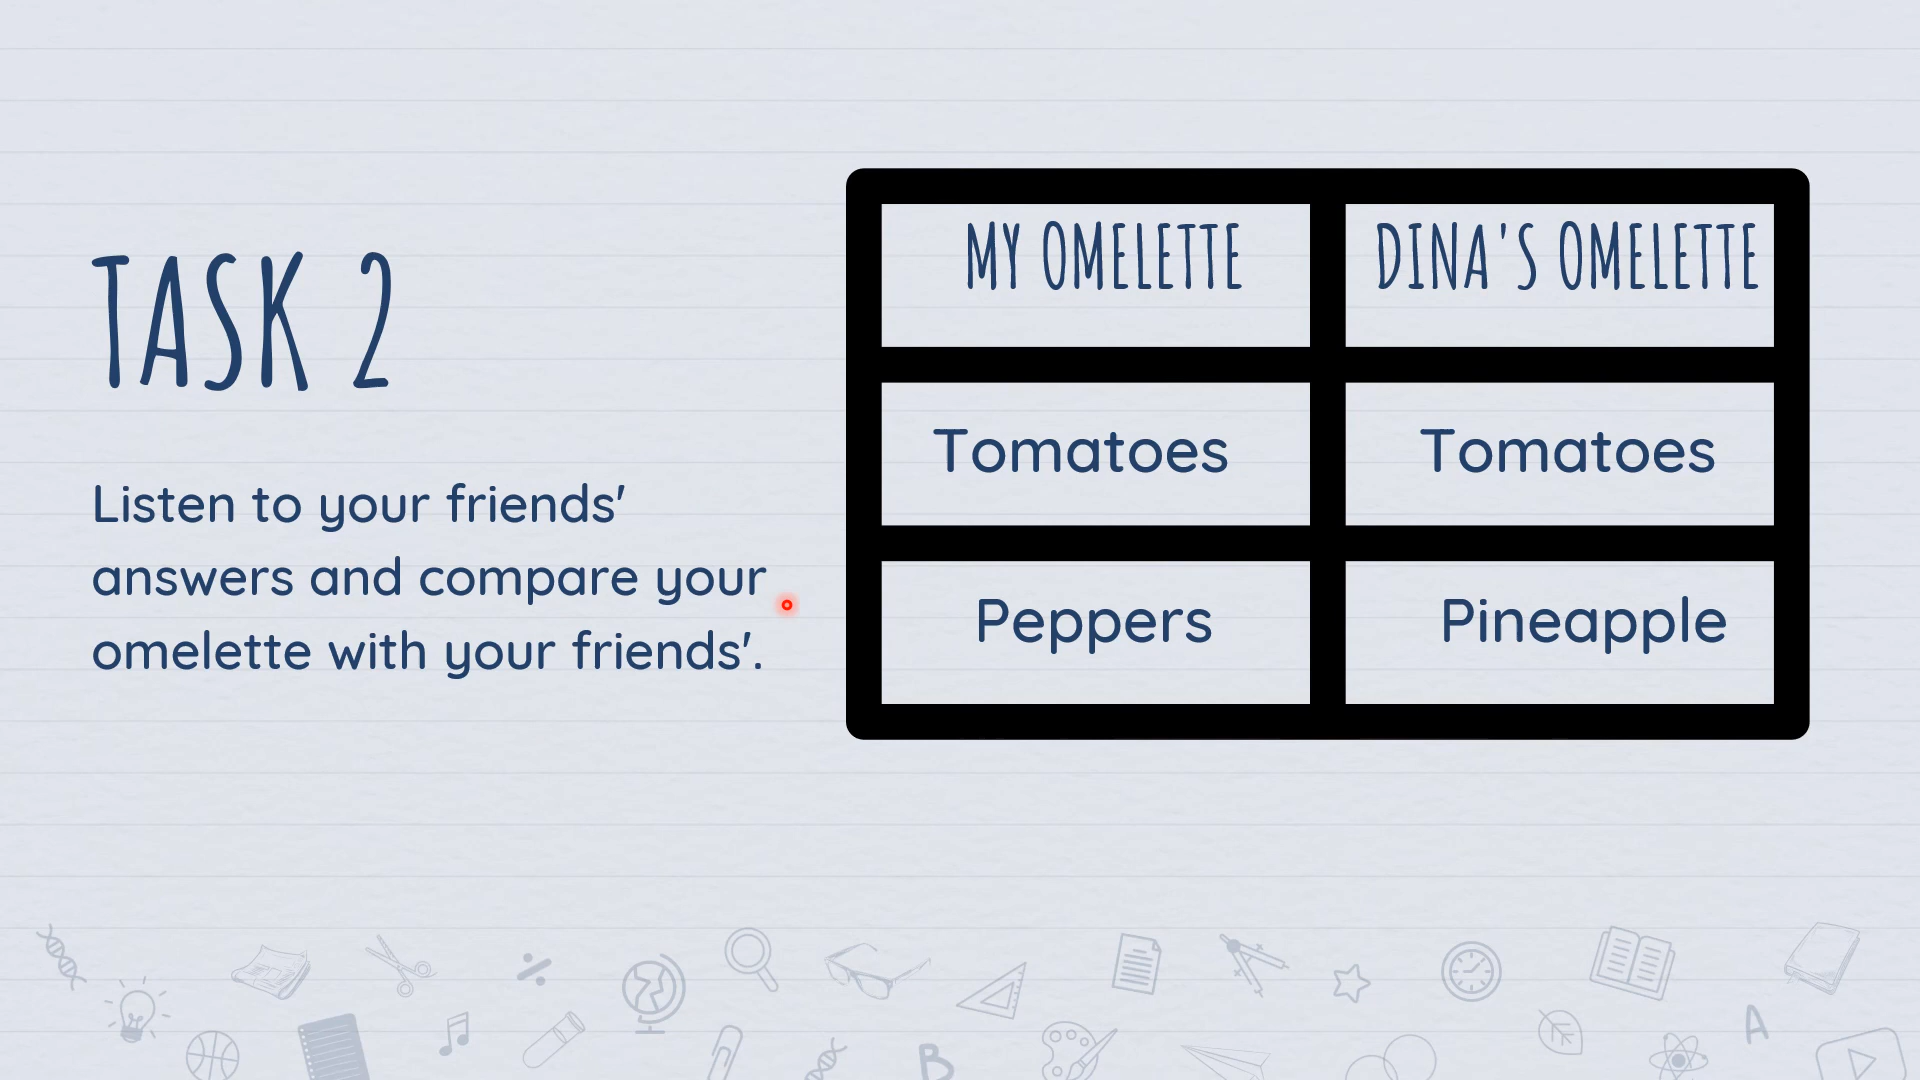 TASK 2
Listen to your friends'
answers and compare your
omelette with your friends'.
MY OMELETTE
DINA'S OMELETTE
Tomatoes
Tomatoes
Peppers
Pineapple
B
A